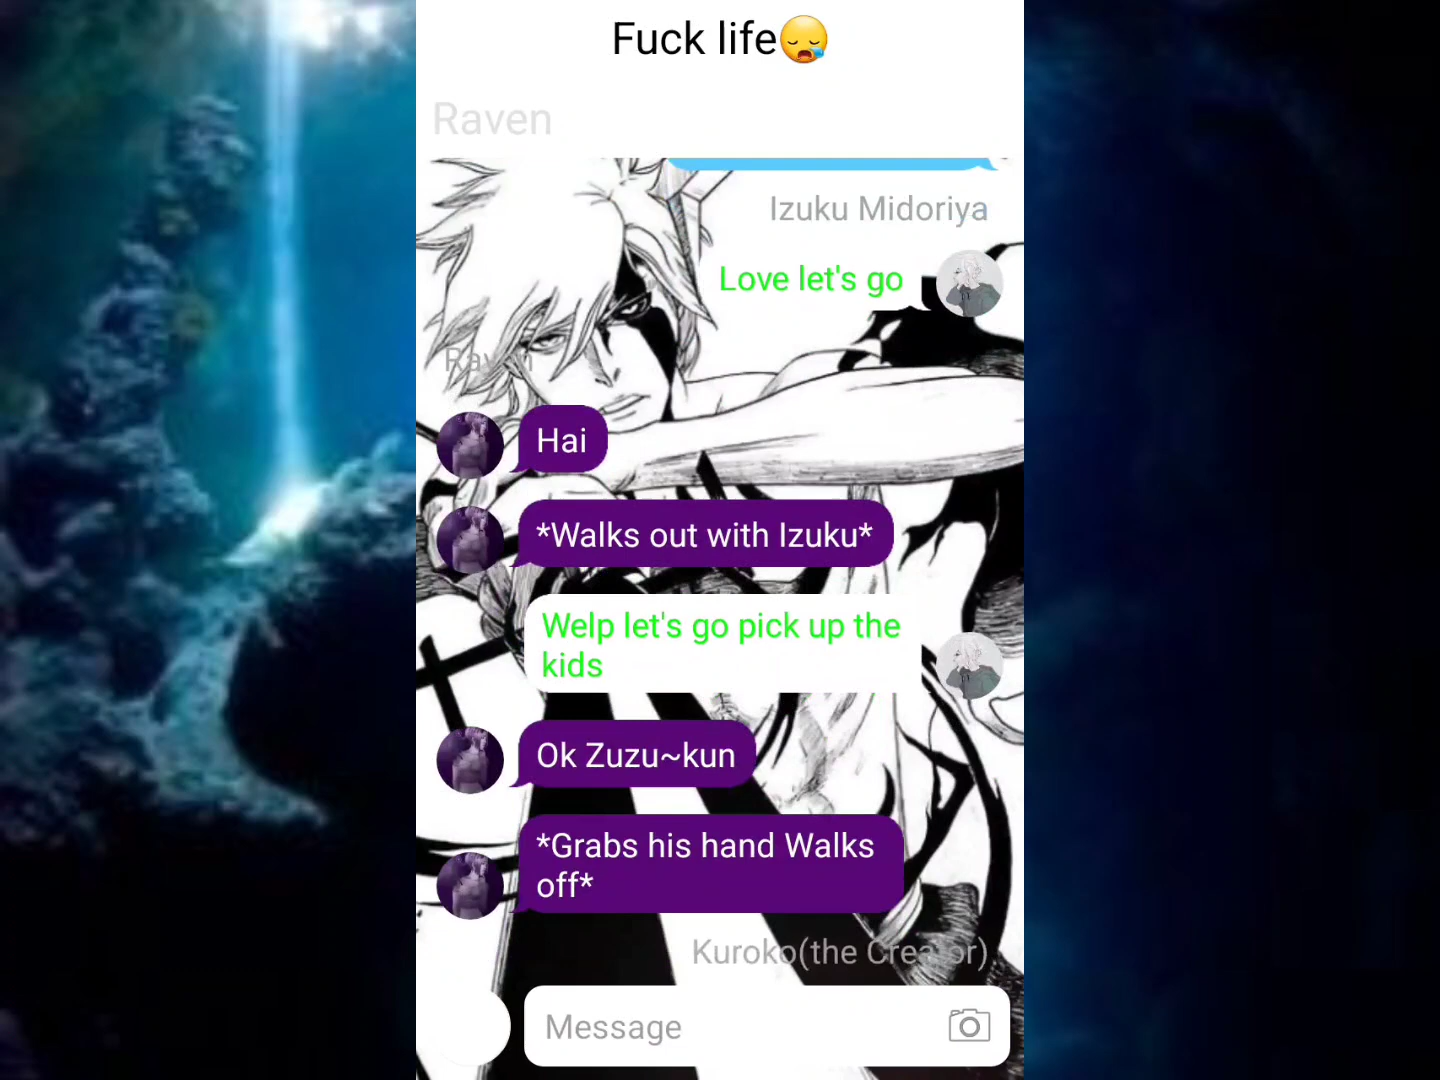 Fuck life😪
Raven
Izuku Midoriya
Love let's go
Raven
Hai
*Walks out with Izuku*
Welp let's go pick up the
kids
Ok Zuzu~kun
*Grabs his hand Walks
off*
Kuroko(the Creator).
Message